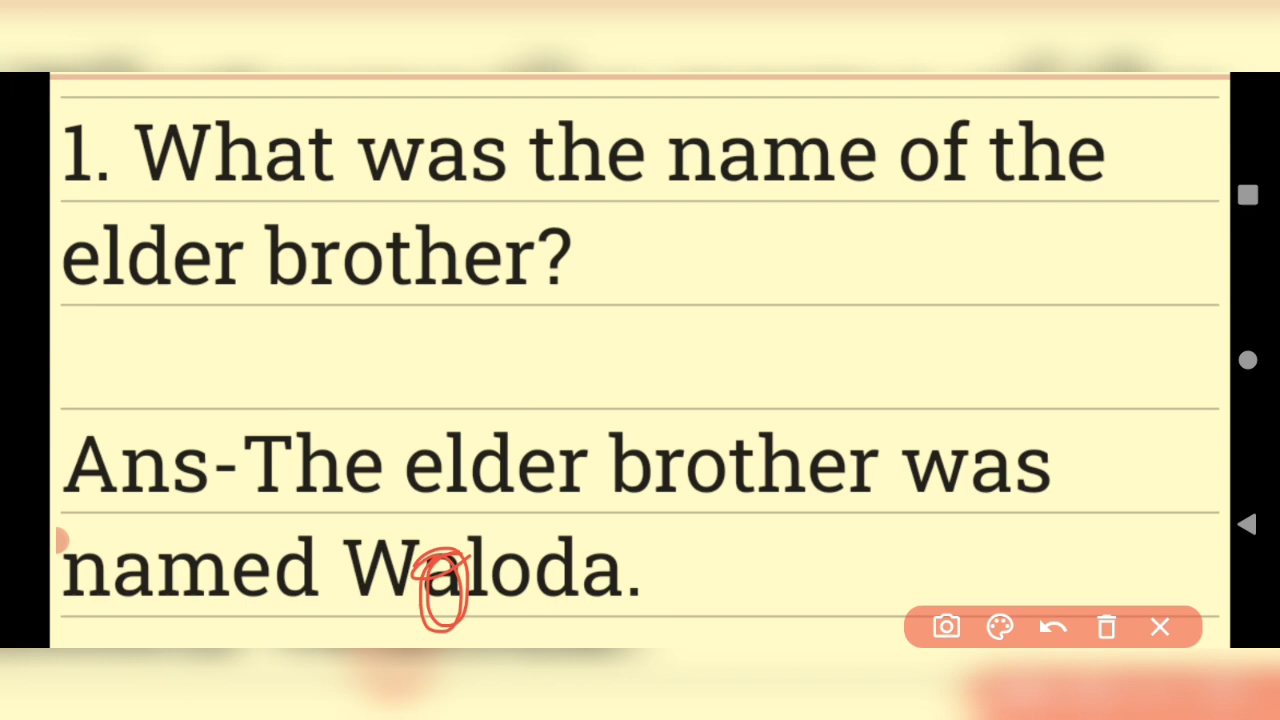 1. What was the name of the
elder brother?
Ans-The elder brother was
named Waloda.